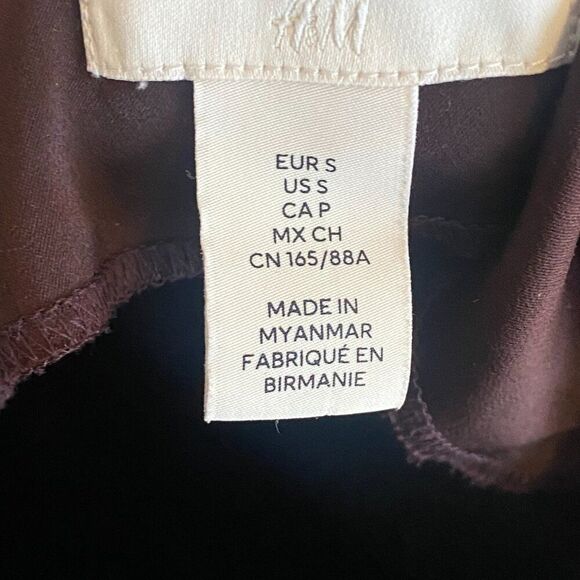 H&M
EUR S
US S
CA P
MX CH
CN 165/88A
MADE IN
MYANMAR
FABRIQUÉ EN
BIRMANIE